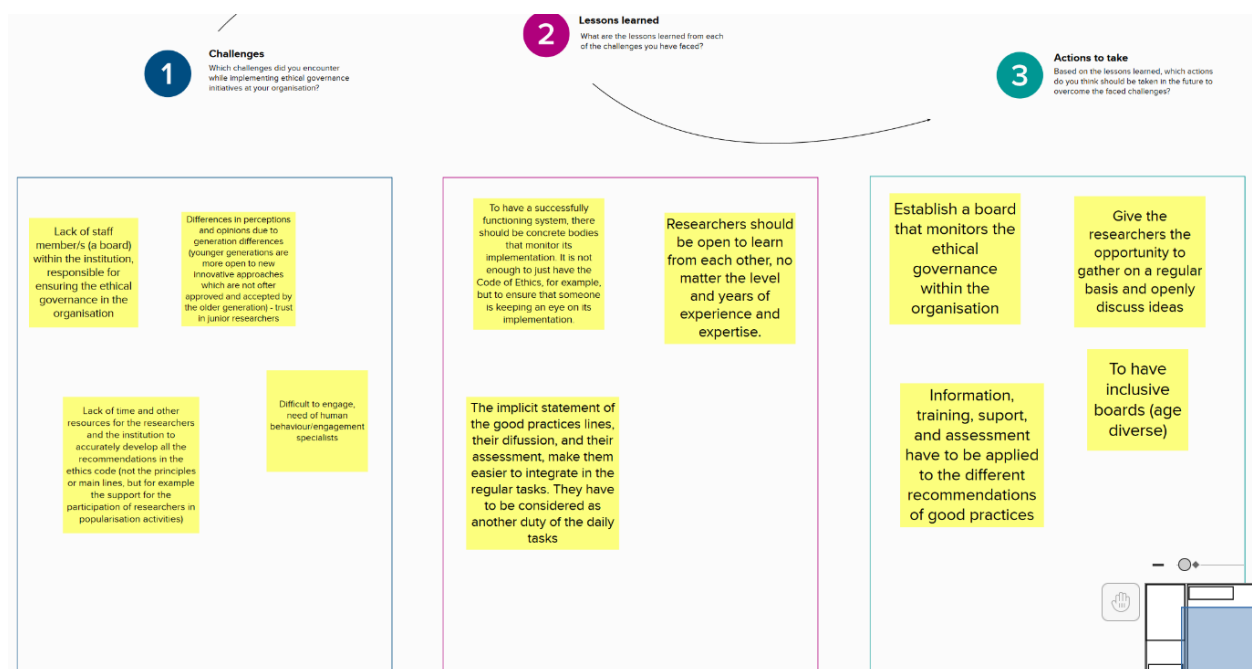 1
Challenges
Which challenges did you encounter
while implementing ethical governance
initiatives at your organisation?
2
Lessons learned
What are the lessons learned from each
of the challenges you have faced?
3
Actions to take
Based on the lessons learned, which actions
do you think should be taken in the future to
overcome the faced challenges?
Lack of staff
member/s (a board)
within the institution,
responsible for
ensuring the ethical
governance in the
organisation
Differences in perceptions
and opinions due to
generation differences
(younger generations are
more open to new
innovative approaches
which are not ofter
approved and accepted by
the older generation) - trust
in junior researchers
Lack of time and other
resources for the researchers
and the institution to
accurately develop all the
recommendations in the
ethics code (not the principles
or main lines, but for example
the support for the
participation of researchers in
popularisation activities)
Difficult to engage,
need of human
behaviour/engagement
specialists
To have a successfully
functioning system, there
should be concrete bodies
that monitor its
implementation. It is not
enough to just have the
Code of Ethics, for example,
but to ensure that someone
is keeping an eye on its
implementation.
Researchers should
be open to learn
from each other, no
matter the level
and years of
experience and
expertise.
The implicit statement of
the good practices lines,
their difussion, and their
assessment, make them
easier to integrate in the
regular tasks. They have
to be considered as
another duty of the daily
tasks
Establish a board
that monitors the
ethical
governance
within the
organisation
Give the
researchers the
opportunity to
gather on a regular
basis and openly
discuss ideas
Information,
training, suport,
and assessment
have to be applied
to the different
recommendations
of good practices
To have
inclusive
boards (age
diverse)